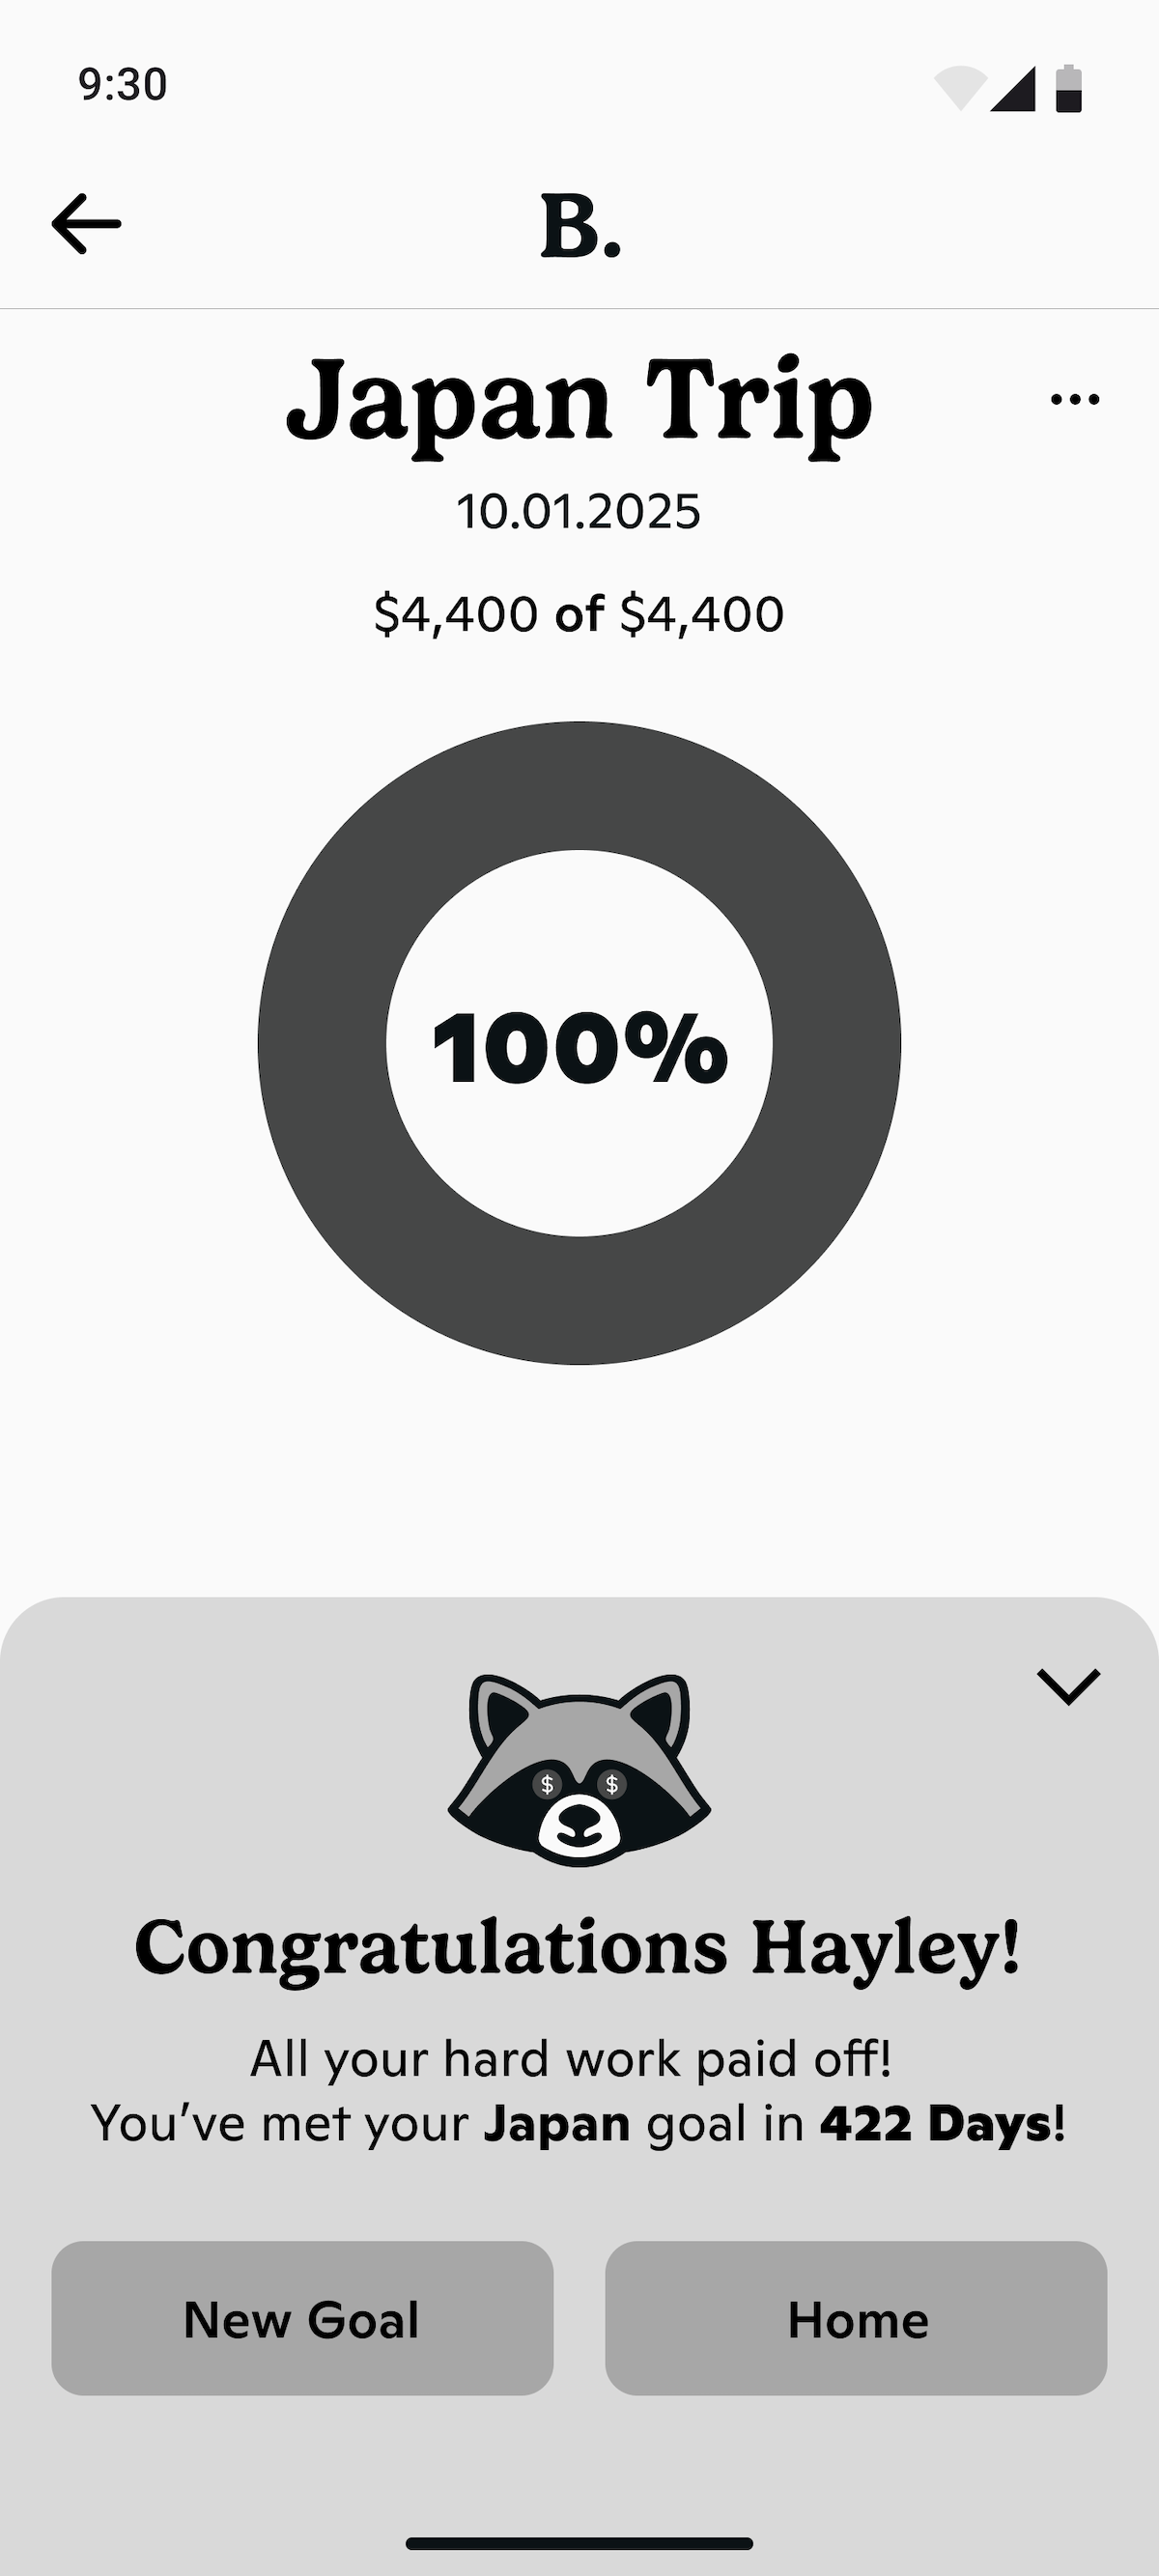 9:30
B.
Japan Trip
10.01.2025
$4,400 of $4,400
100%
$ $
Congratulations Hayley!
All your hard work paid off!
You’ve met your Japan goal in 422 Days!
New Goal
Home